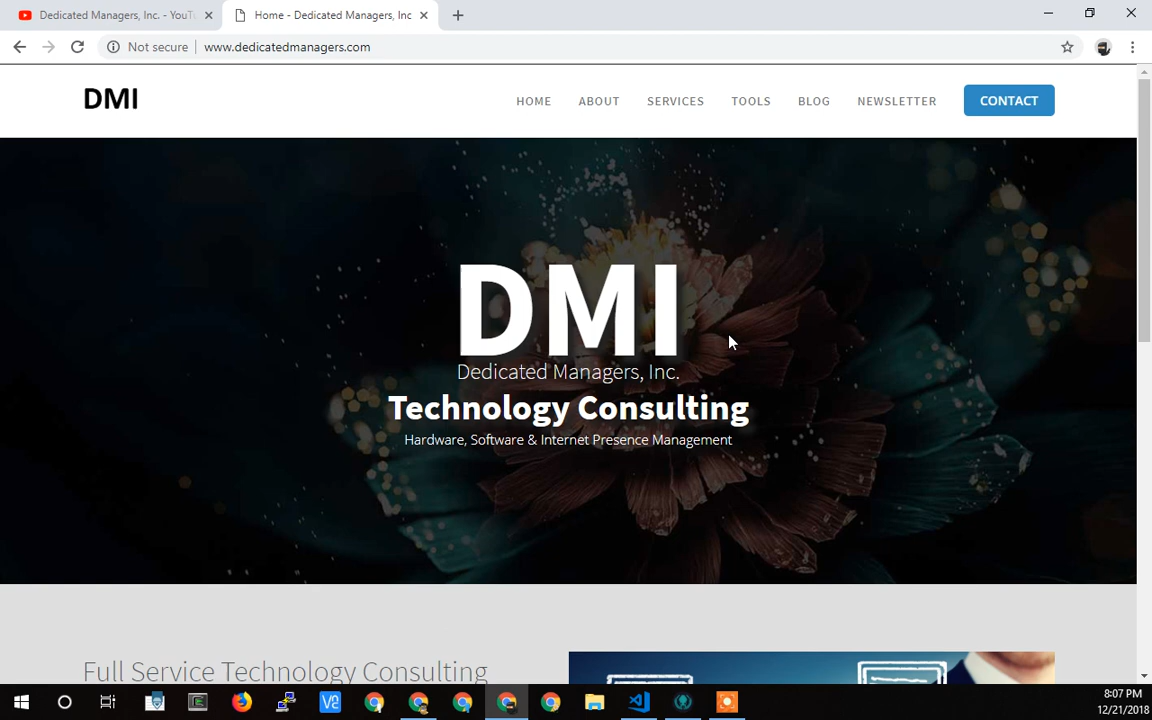 Dedicated Managers, Inc. - YouT
Home - Dedicated Managers, Inc
Not secure
www.dedicatedmanagers.com
DMI
HOME
ABOUT
SERVICES
TOOLS
BLOG
NEWSLETTER
CONTACT
DMI
Dedicated Managers, Inc.
Technology Consulting
Hardware, Software & Internet Presence Management
Full Service Technology Consulting
8:07 PM
12/21/2018